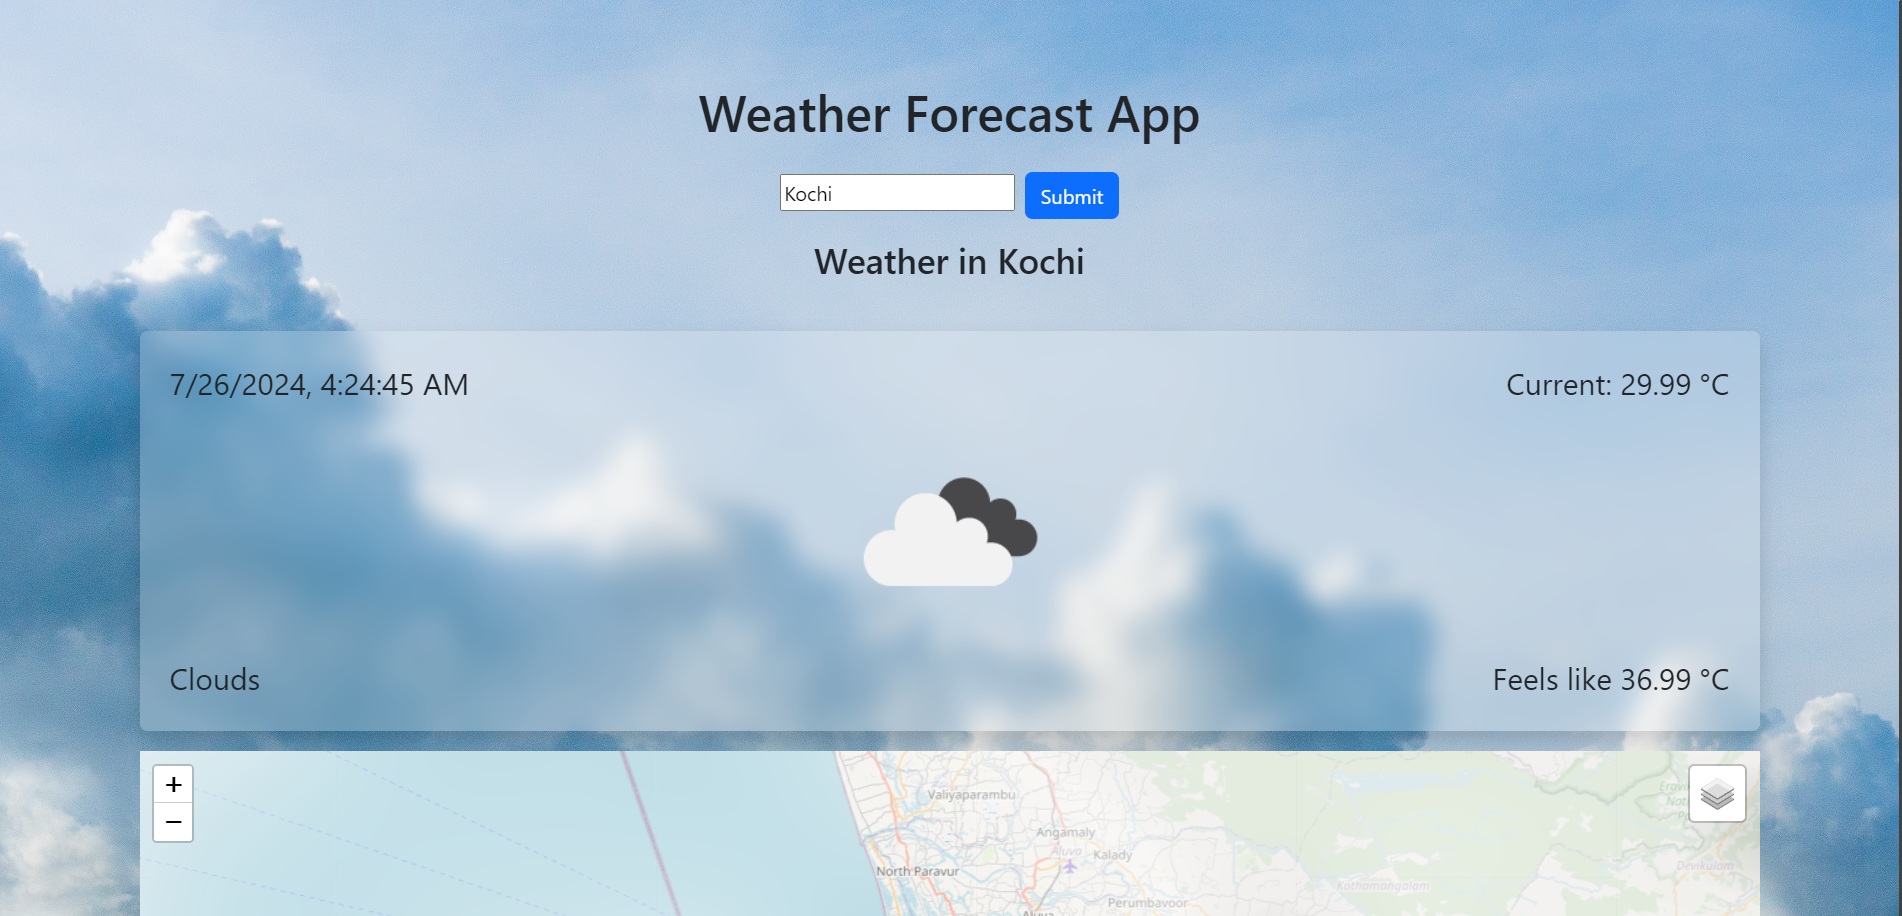 Weather Forecast App
Kochi
Submit
Weather in Kochi
7/26/2024, 4:24:45 AM
Current: 29.99 °C
Clouds
Feels like 36.99 °C
+
−
Valiyaparambu
Angamaly
Aluva
Kalady
North Paravur
Devikulam
Kothamangalam
Perumbavoor
Aluva